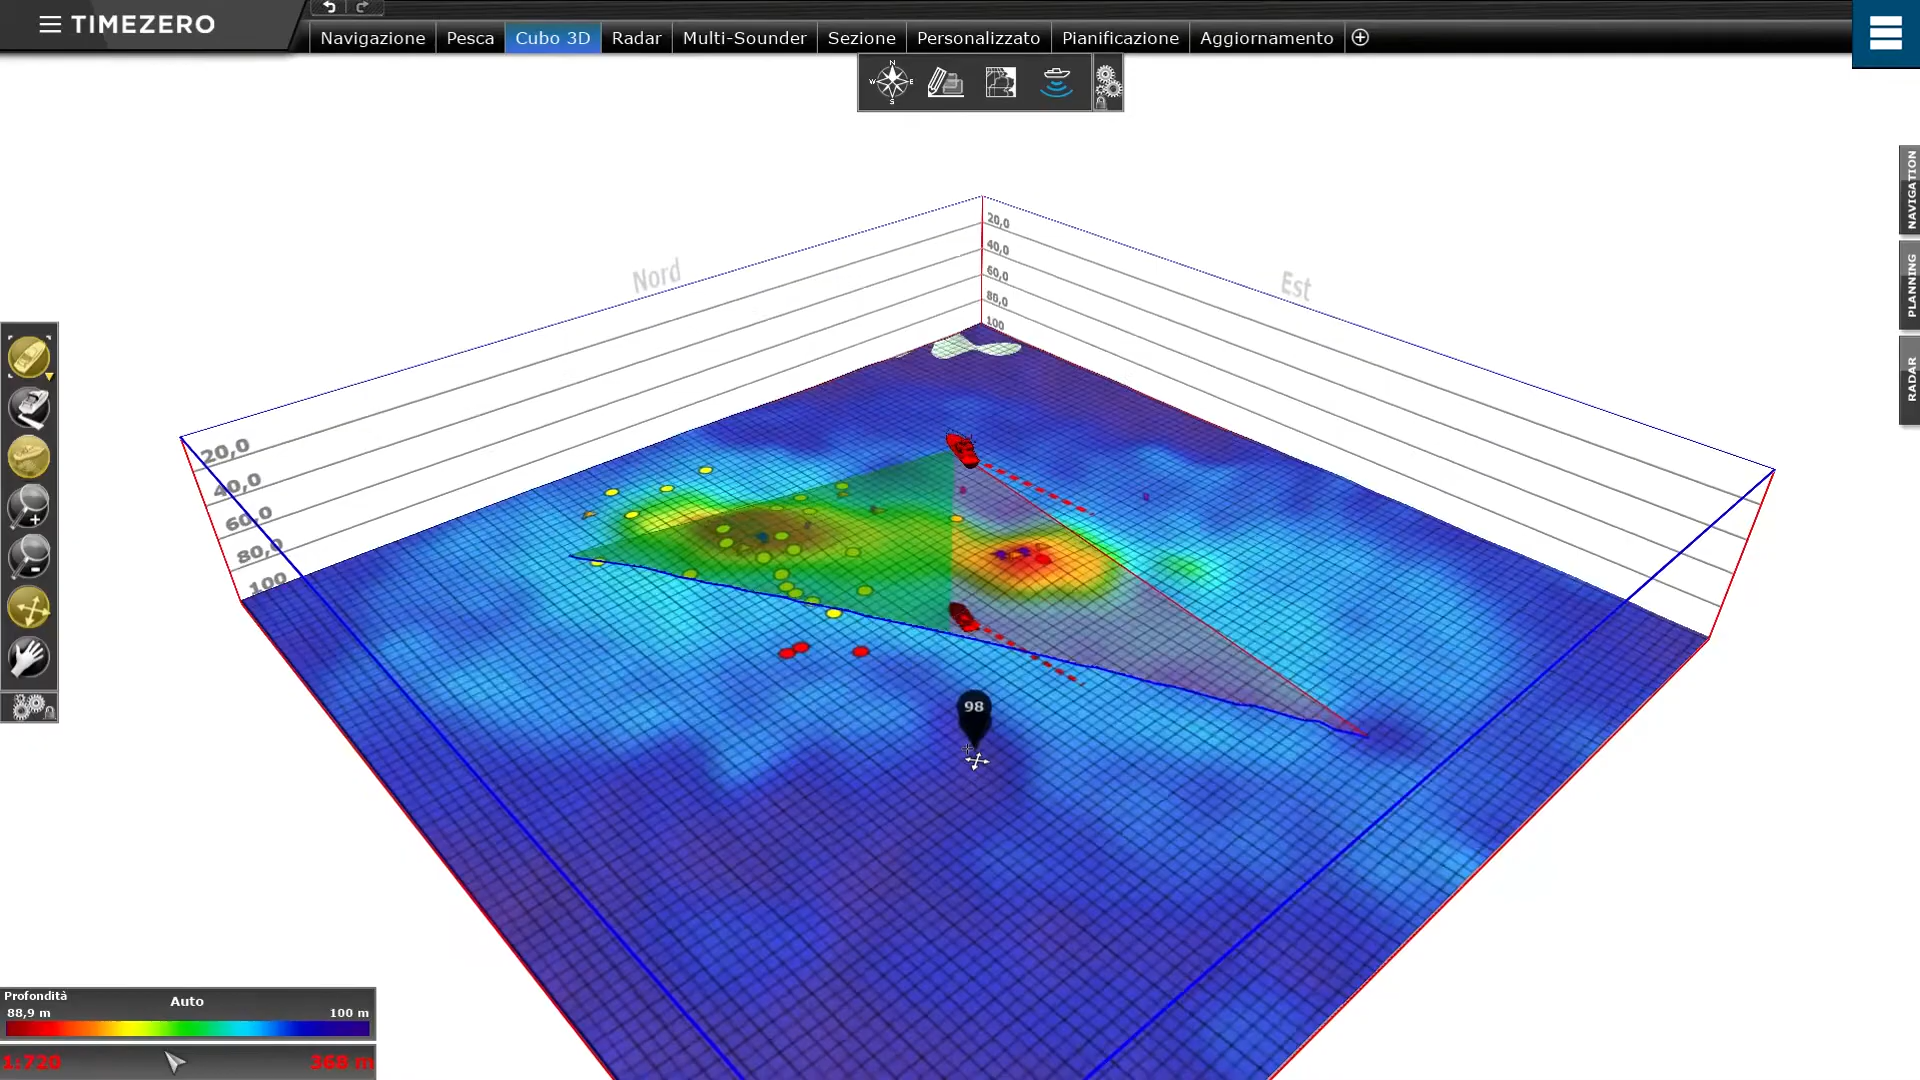 TIMEZERO
Navigazione
Pesca
Cubo 3D
Radar
Multi-Sounder
Sezione
Personalizzato
Pianificazione
Aggiornamento
N
W
E
S
NAVIGATION
PLANNING
RADAR
Nord
Est
20,0
40,0
60,0
80,0
100
20,0
40,0
60,0
80,0
100
98
Profondità
Auto
88,9 m
100 m
1:720
368 m